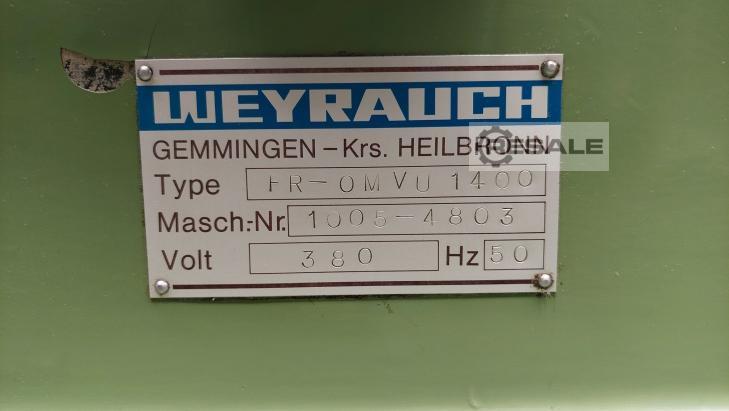 WEYRAUCH
GEMMINGEN – Krs. HEILBRONN
Type FR-OMVU 1400
Masch.-Nr. 1005-4803
Volt 380 Hz 50